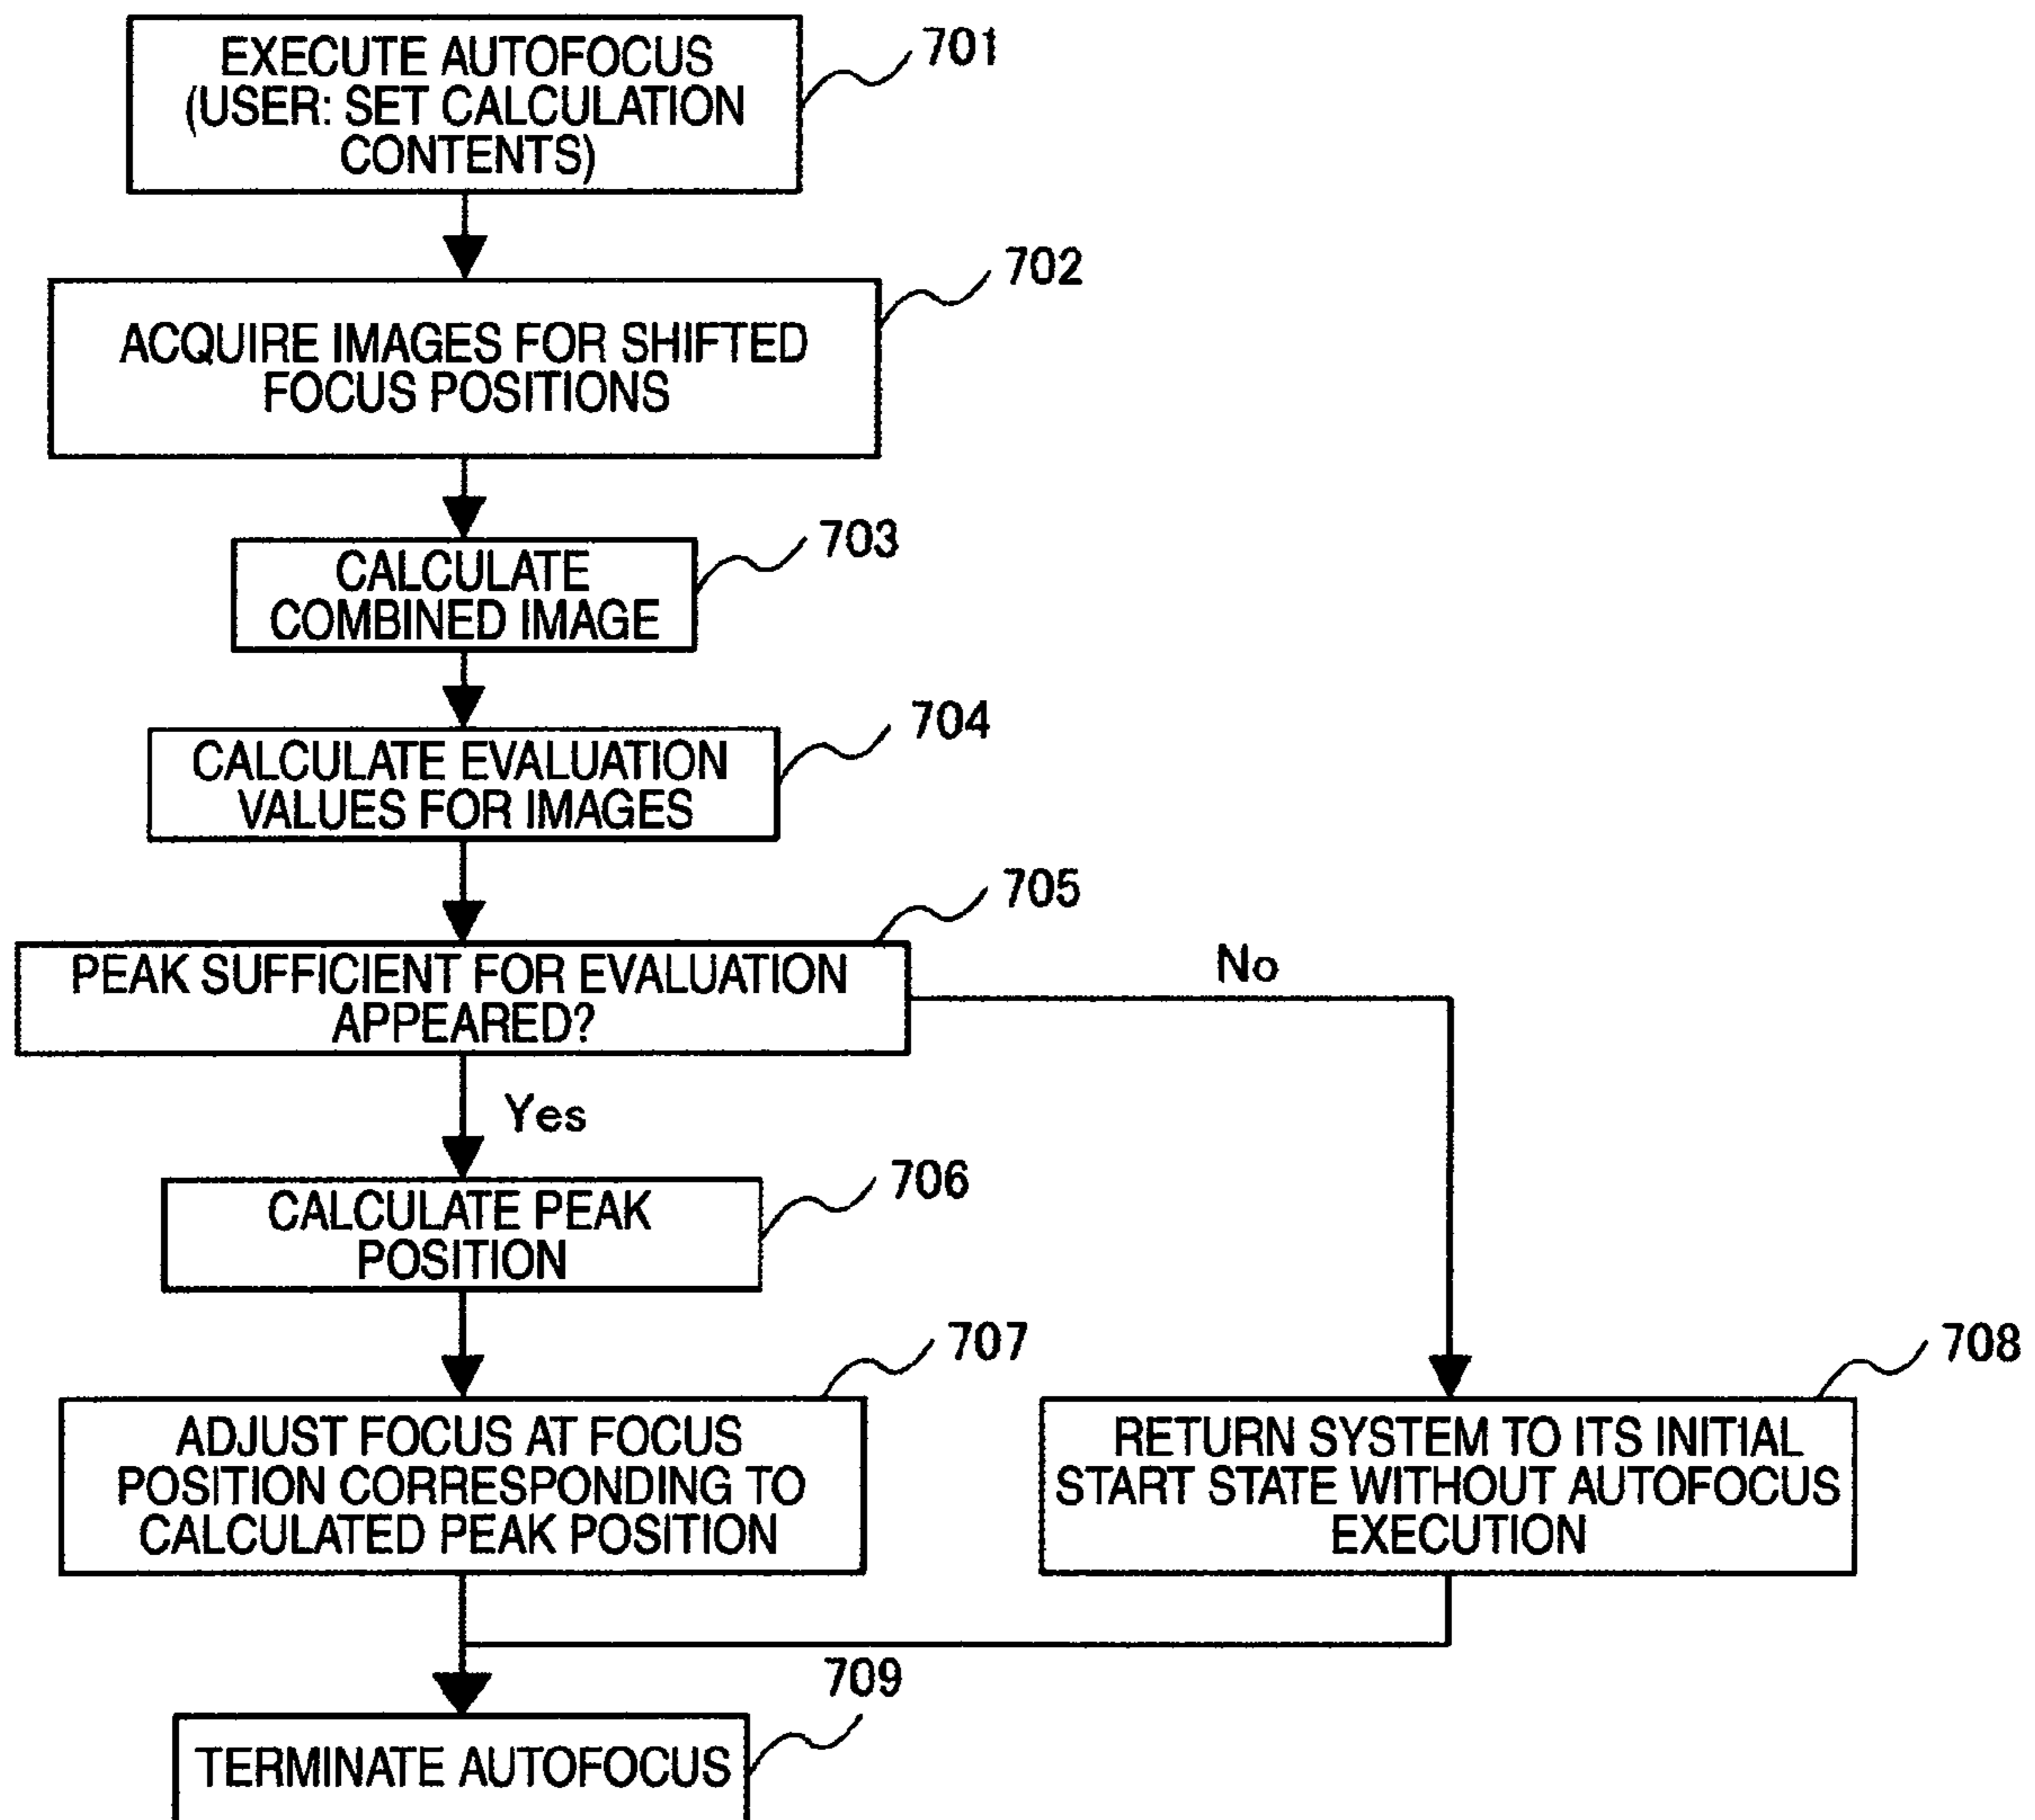 EXECUTE AUTOFOCUS
(USER: SET CALCULATION
CONTENTS)
701
702
ACQUIRE IMAGES FOR SHIFTED
FOCUS POSITIONS
703
CALCULATE
COMBINED IMAGE
704
CALCULATE EVALUATION
VALUES FOR IMAGES
705
PEAK SUFFICIENT FOR EVALUATION
APPEARED?
No
Yes
706
CALCULATE PEAK
POSITION
707
ADJUST FOCUS AT FOCUS
POSITION CORRESPONDING TO
CALCULATED PEAK POSITION
708
RETURN SYSTEM TO ITS INITIAL
START STATE WITHOUT AUTOFOCUS
EXECUTION
709
TERMINATE AUTOFOCUS